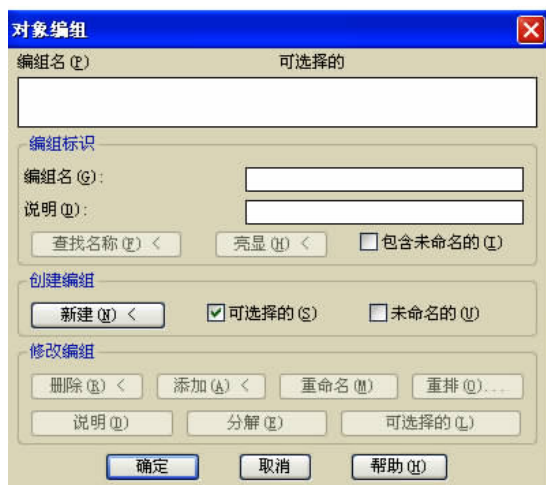 对象编组
编组名(P) 可选择的
编组标识
编组名(G):
说明(D):
查找名称(F) < 亮显(H) < 包含未命名的(I)
创建编组
新建(N) < 可选择的(S) 未命名的(U)
修改编组
删除(R) < 添加(A) < 重命名(M) 重排(O)...
说明(D) 分解(E) 可选择的(L)
确定 取消 帮助(H)